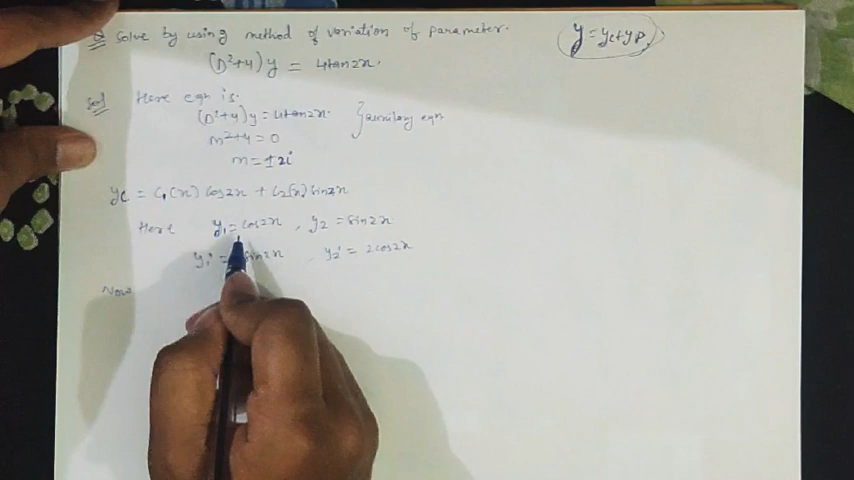 Q Solve by using method of variation of parameter.
(D²+4)y = 4tan2x.
y = yc+yp
Sol Here eqn is.
(D²+4)y = 4tan2x.
m²+4 = 0 } auxiliary eqn
m = ±2i
yc = C₁(x) cos2x + C₂(x) sin2x
Here y₁ = cos2x , y₂ = sin2x
y₁' = sin2x , y₂' = 2cos2x
Now